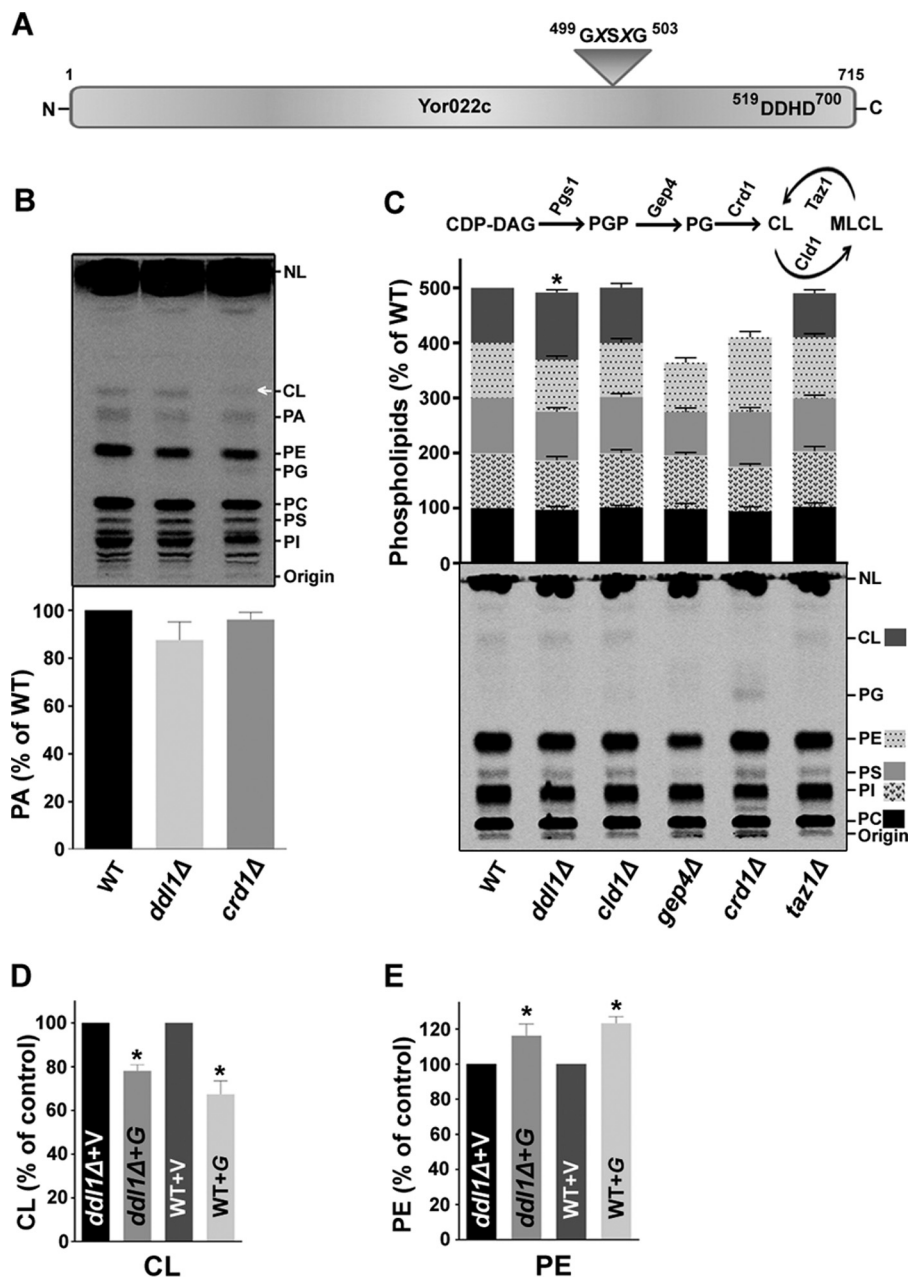 A
499 GXSXG 503
1 715
N Yor022c 519DDHD700 C
B
NL
CL
PA
PE
PG
PC
PS
PI
Origin
PA (% of WT)
100
80
60
40
20
0
WT ddl1Δ crd1Δ
C
Pgs1 Gep4 Crd1 Taz1
CDP-DAG PGP PG CL MLCL
Cld1
Phospholipids (% of WT)
500
400
300
200
100
0
*
NL
CL
PG
PE
PS
PI
PC
Origin
WT ddl1Δ cld1Δ gep4Δ crd1Δ taz1Δ
D
CL (% of control)
100
80
60
40
20
0
* *
ddl1Δ+V ddl1Δ+G WT+V WT+G
CL
E
PE (% of control)
120
100
80
60
40
20
0
* *
ddl1Δ+V ddl1Δ+G WT+V WT+G
PE